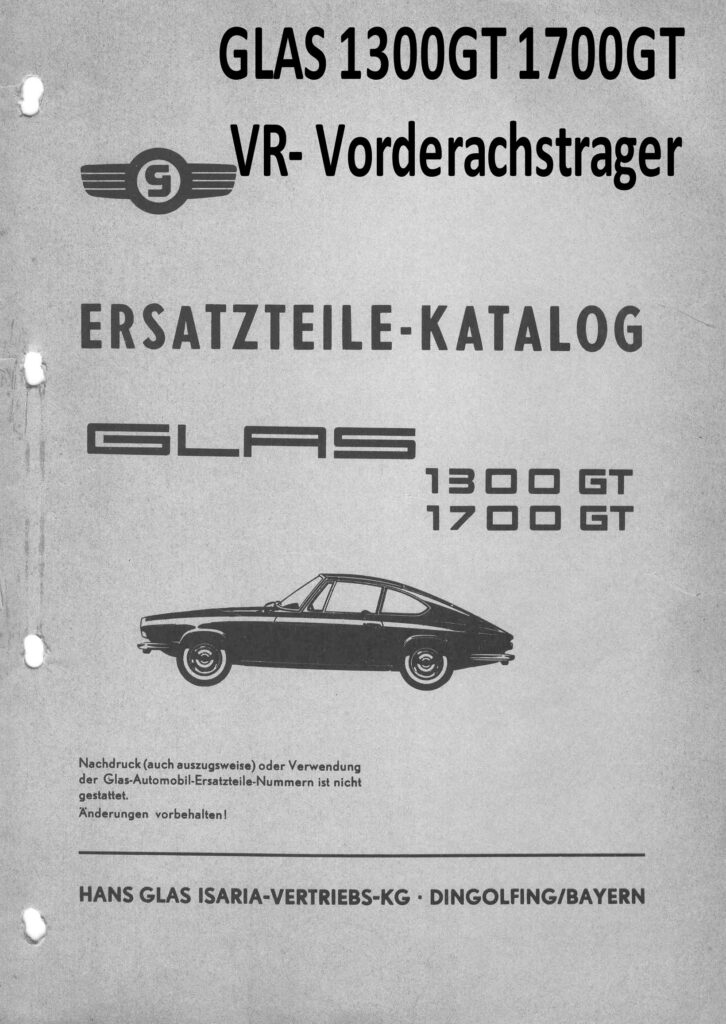 GLAS 1300GT 1700GT
VR- Vorderachstrager
ERSATZTEILE-KATALOG
GLAS
1300 GT
1700 GT
Nachdruck (auch auszugsweise) oder Verwendung
der Glas-Automobil-Ersatzteile-Nummern ist nicht
gestattet.
Änderungen vorbehalten!
HANS GLAS ISARIA-VERTRIEBS-KG · DINGOLFING/BAYERN